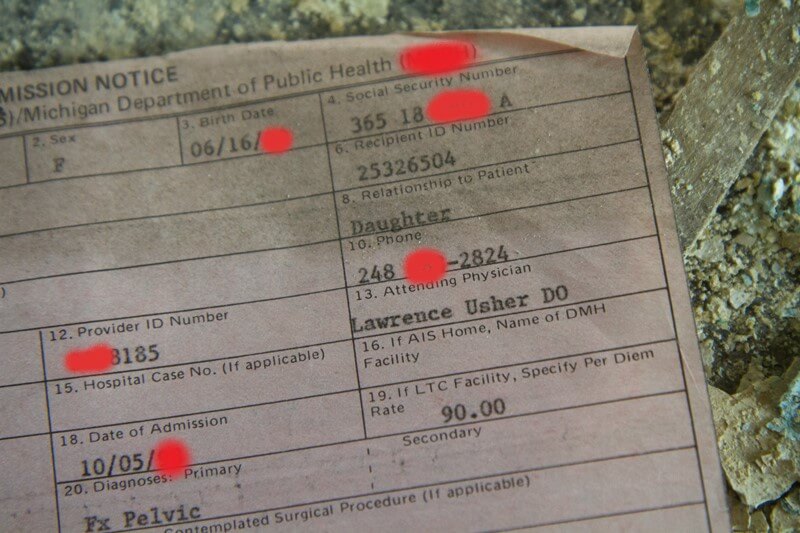 MISSION NOTICE
)/Michigan Department of Public Health (
2. Sex
F
3. Birth Date
06/16/
4. Social Security Number
365 18 A
6. Recipient ID Number
25326504
8. Relationship to Patient
Daughter
10. Phone
248 -2824
)
12. Provider ID Number
8185
13. Attending Physician
Lawrence Usher DO
15. Hospital Case No. (If applicable)
16. If AIS Home, Name of DMH
Facility
18. Date of Admission
10/05/
19. If LTC Facility, Specify Per Diem
Rate 90.00
20. Diagnoses: Primary
Secondary
Fx Pelvic
Contemplated Surgical Procedure (If applicable)